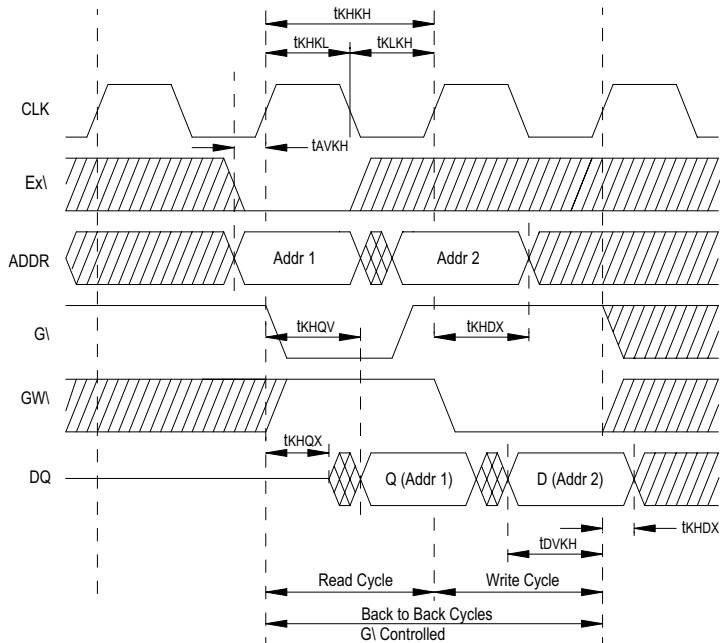 tKHKH
tKHKL
tKLKH
CLK
tAVKH
Ex\
ADDR
Addr 1
Addr 2
G\
tKHQV
tKHDX
GW\
tKHQX
DQ
Q (Addr 1)
D (Addr 2)
tKHDX
tDVKH
Read Cycle
Write Cycle
Back to Back Cycles
G\ Controlled